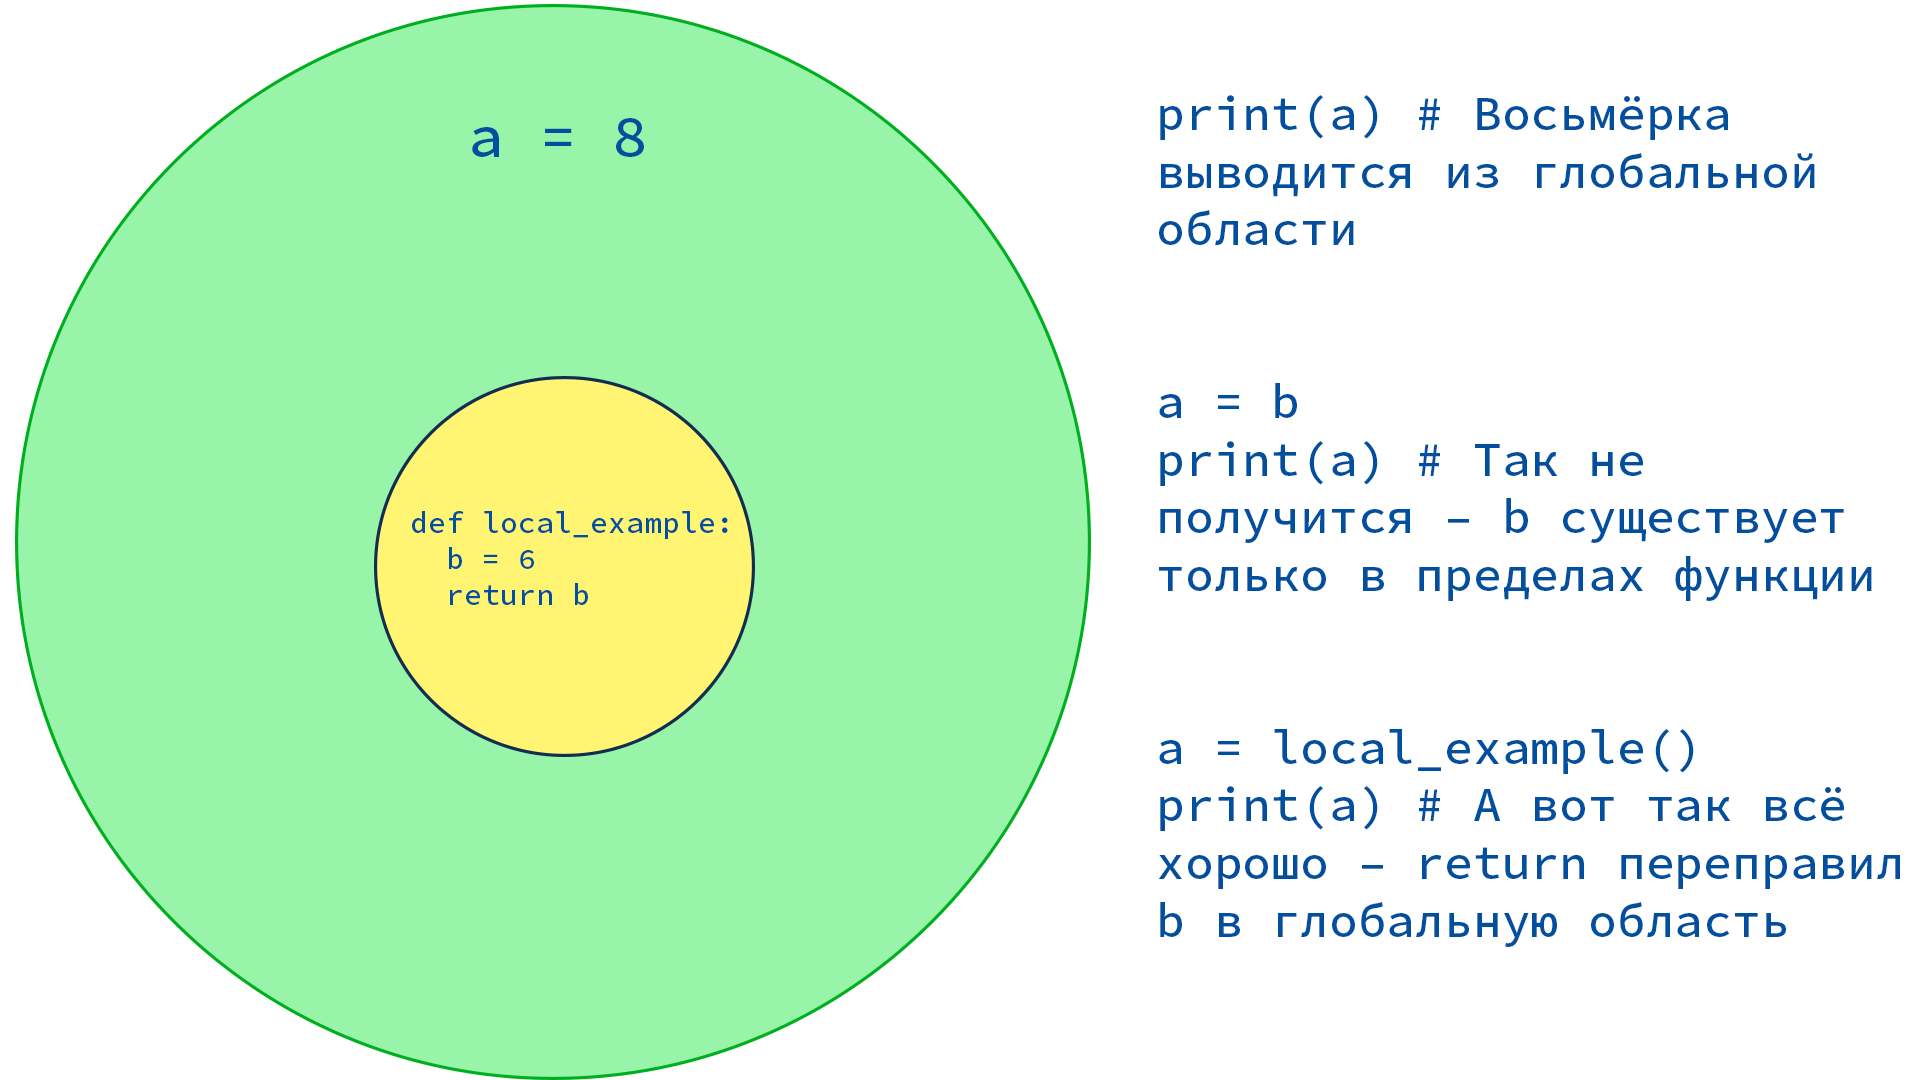 a = 8
def local_example:
  b = 6
  return b
print(a) # Восьмёрка
выводится из глобальной
области
a = b
print(a) # Так не
получится – b существует
только в пределах функции
a = local_example()
print(a) # А вот так всё
хорошо – return переправил
b в глобальную область